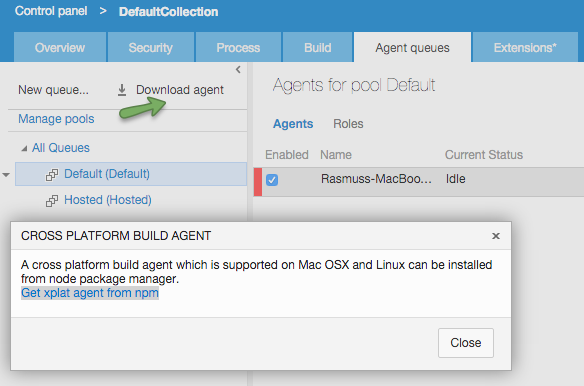 Control panel > DefaultCollection
Overview Security Process Build Agent queues Extensions*
New queue... Download agent
Manage pools
All Queues
Default (Default)
Hosted (Hosted)
Agents for pool Default
Agents Roles
Enabled Name Current Status
Rasmuss-MacBoo... Idle
CROSS PLATFORM BUILD AGENT
A cross platform build agent which is supported on Mac OSX and Linux can be installed
from node package manager.
Get xplat agent from npm
Close